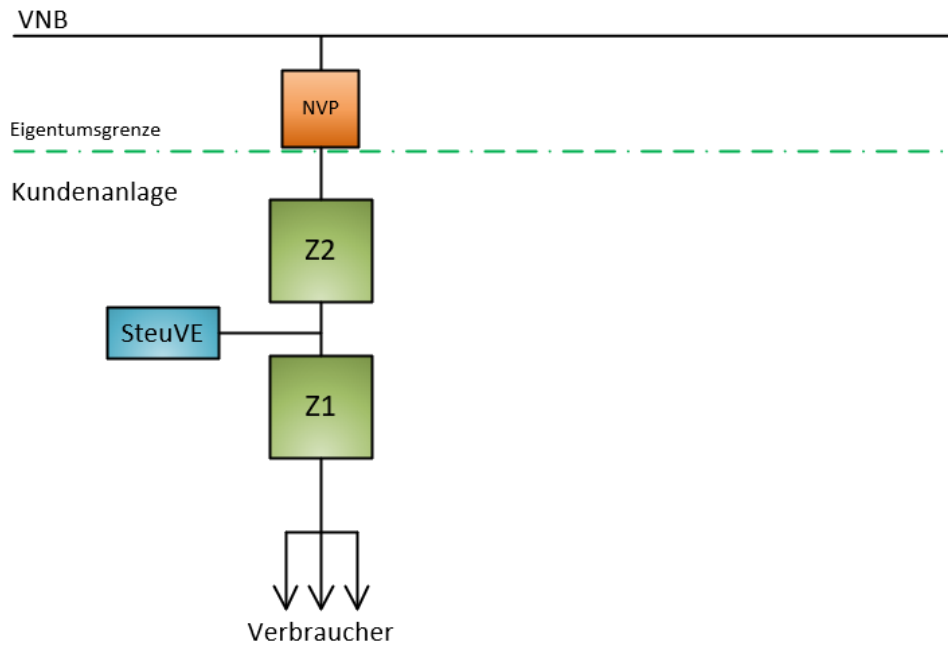 VNB
NVP
Eigentumsgrenze
Kundenanlage
Z2
SteuVE
Z1
Verbraucher